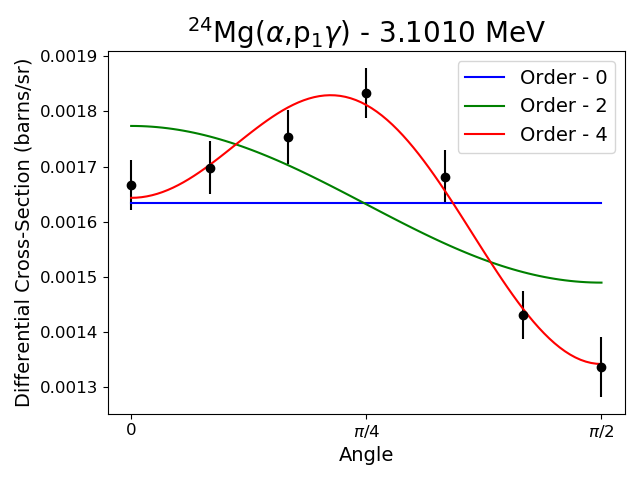 ²⁴Mg(α,p₁γ) - 3.1010 MeV
Differential Cross-Section (barns/sr)
0.0019
0.0018
0.0017
0.0016
0.0015
0.0014
0.0013
Order - 0
Order - 2
Order - 4
0
π/4
π/2
Angle